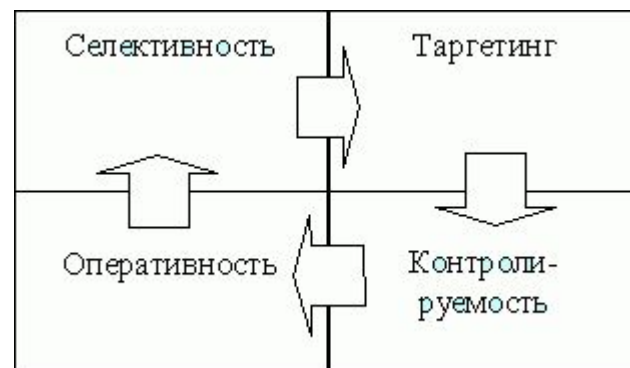 Селективность
Таргетинг
Оперативность
Контроли-
руемость